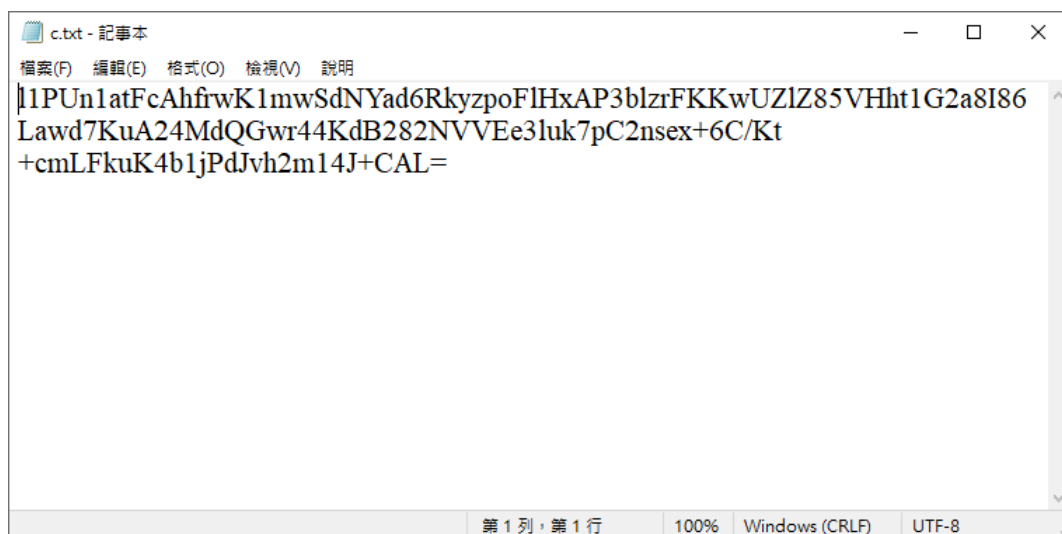 c.txt - 記事本
檔案(F) 編輯(E) 格式(O) 檢視(V) 說明
l1PUn1atFcAhfrwK1mwSdNYad6RkyzpoFlHxAP3blzrFKKwUZlZ85VHht1G2a8I86
Lawd7KuA24MdQGwr44KdB282NVVEe3luk7pC2nsex+6C/Kt
+cmLFkuK4b1jPdJvh2m14J+CAL=
第 1 列，第 1 行 100% Windows (CRLF) UTF-8